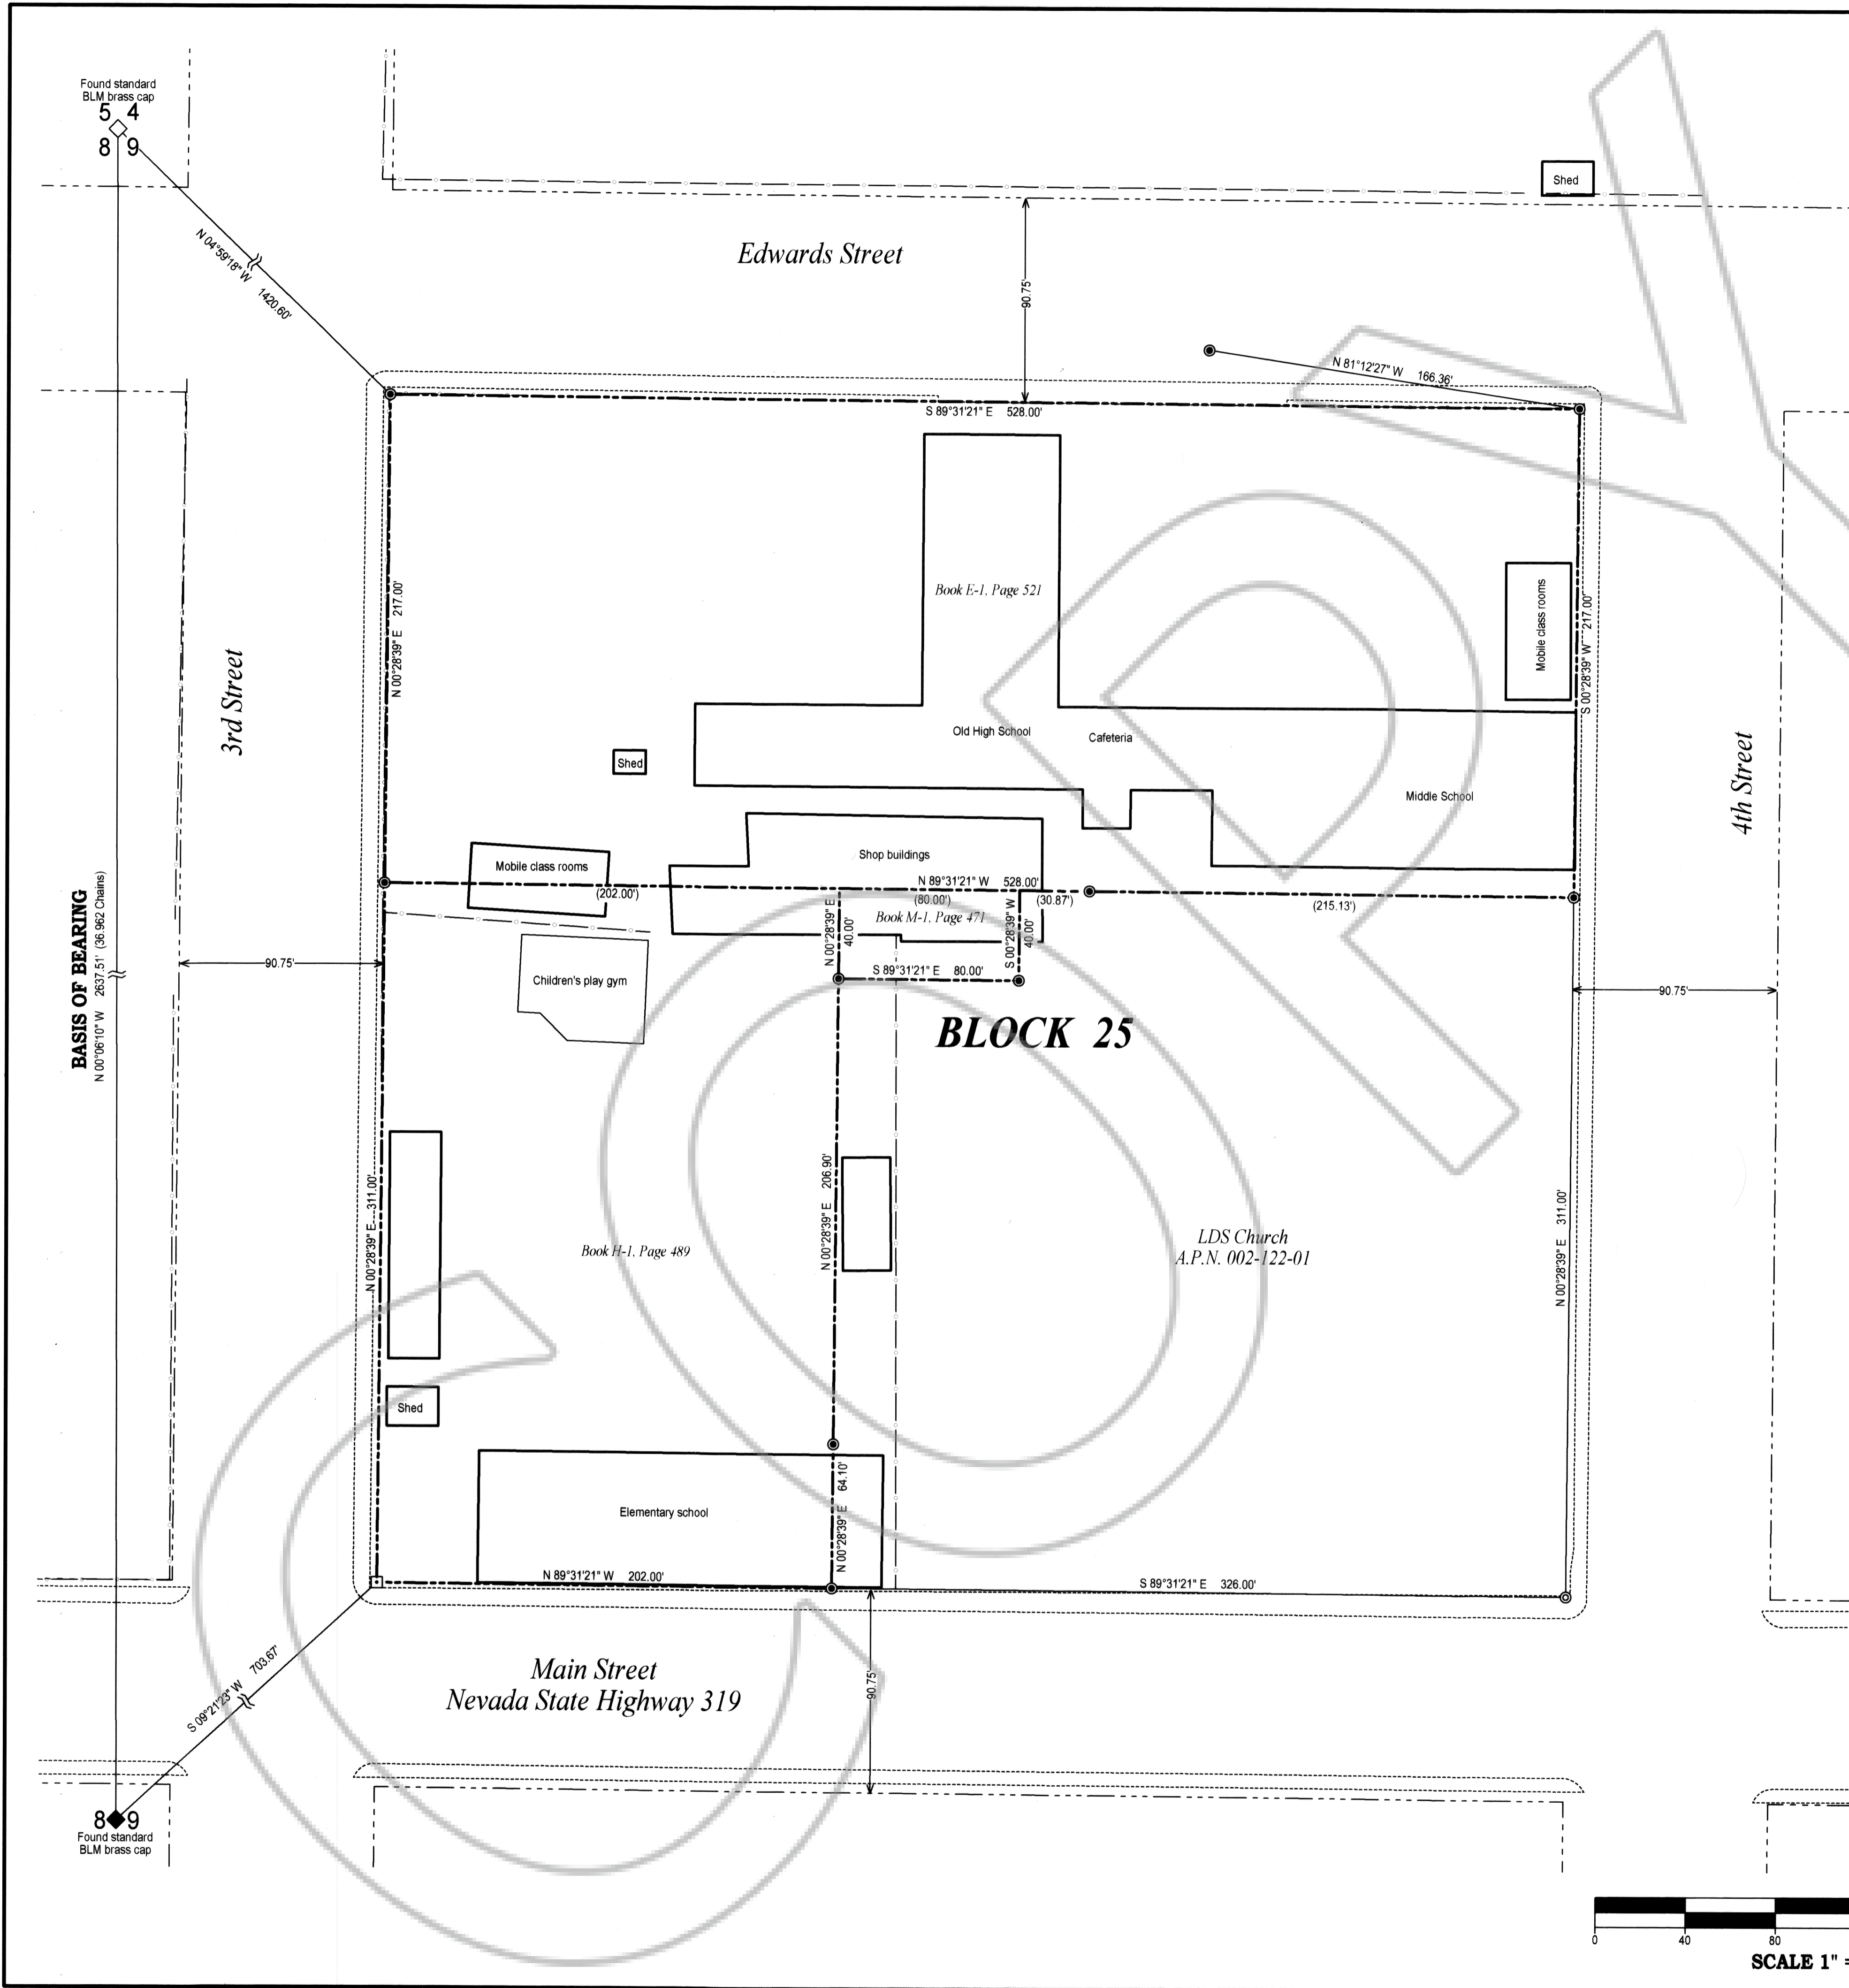 Found standard
BLM brass cap
5 4
8 9
N 04°59'18" W 1420.60'
Shed
Edwards Street
90.75'
N 81°12'27" W 166.36'
S 89°31'21" E 528.00'
N 00°28'39" E 217.00'
Book E-1, Page 521
Mobile class rooms
S 00°28'39" W 217.00'
3rd Street
Old High School
Cafeteria
Shed
Middle School
4th Street
Shop buildings
Mobile class rooms
N 89°31'21" W 528.00'
(202.00')
(80.00')
(30.87')
(215.13')
Book M-1, Page 471
N 00°28'39" E
40.00'
S 00°28'39" W
40.00'
S 89°31'21" E 80.00'
BASIS OF BEARING
N 00°06'10" W 2637.51' (36.962 Chains)
90.75'
Children's play gym
90.75'
BLOCK 25
N 00°28'39" E 311.00'
N 00°28'39" E 206.90'
Book H-1, Page 489
LDS Church
A.P.N. 002-122-01
N 00°28'39" E 311.00'
Shed
Elementary school
N 00°28'39" E 64.10'
N 89°31'21" W 202.00'
S 89°31'21" E 326.00'
S 09°21'23" W 703.67'
Main Street
Nevada State Highway 319
90.75'
8 9
Found standard
BLM brass cap
0 40 80
SCALE 1" =
COPY